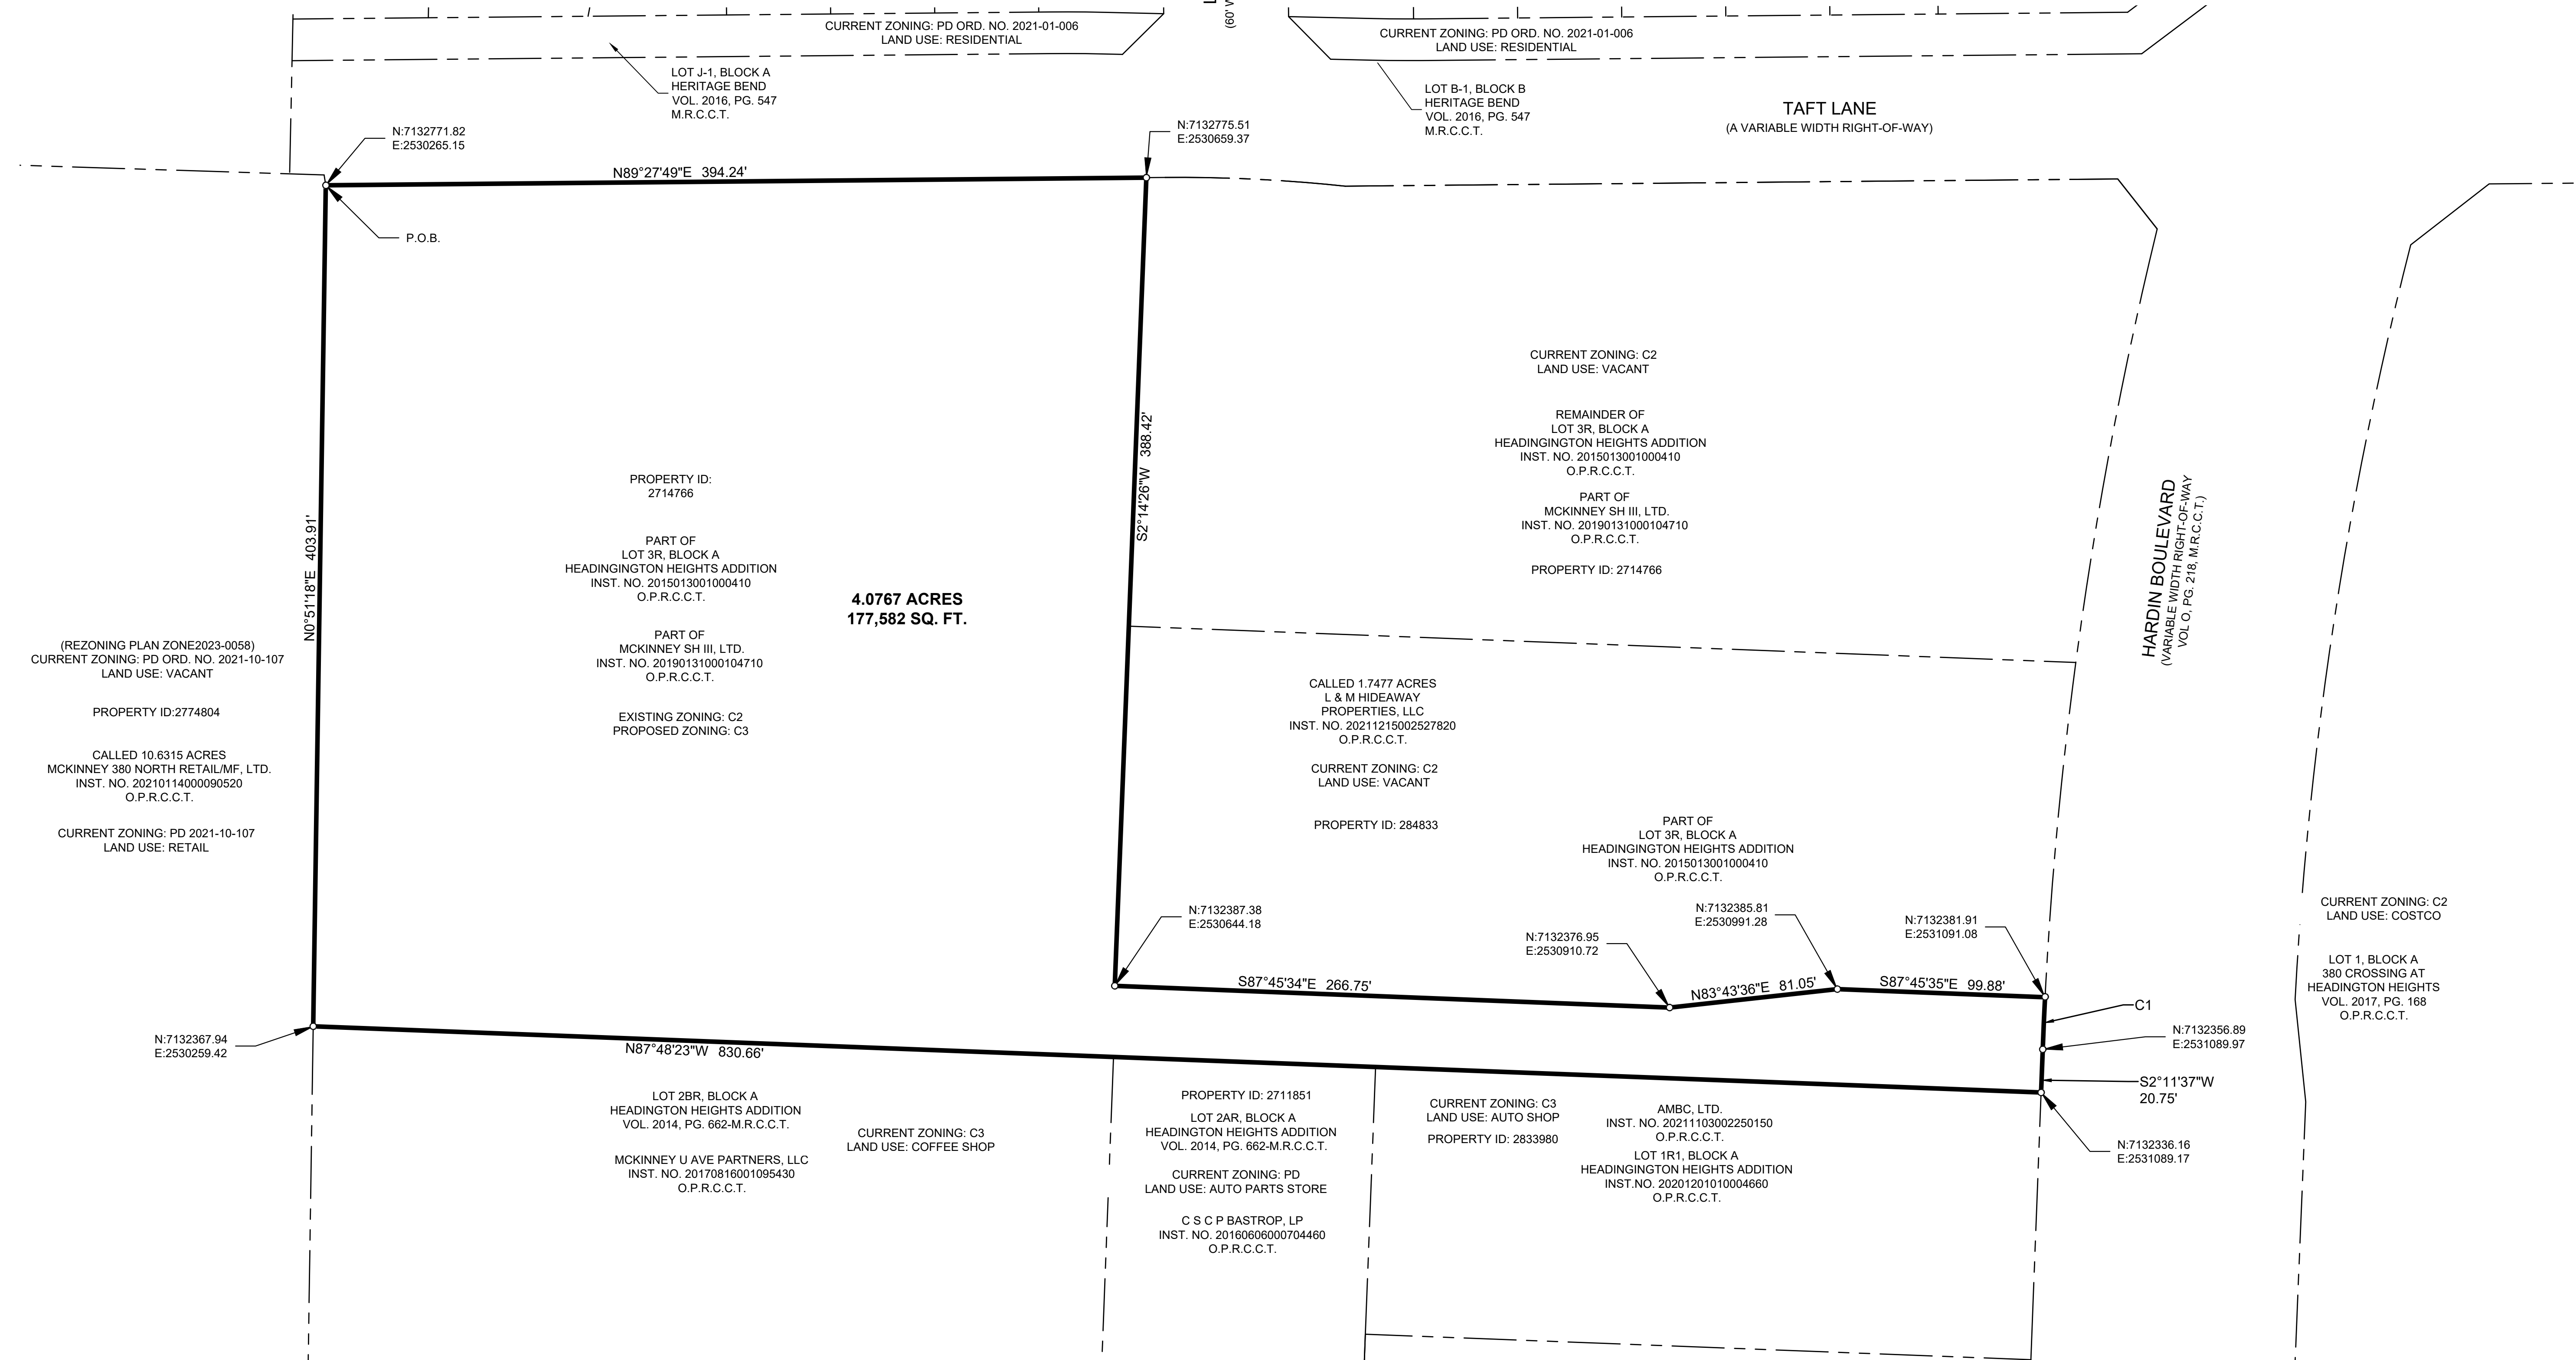 CURRENT ZONING: PD ORD. NO. 2021-01-006
LAND USE: RESIDENTIAL
(60'
CURRENT ZONING: PD ORD. NO. 2021-01-006
LAND USE: RESIDENTIAL
LOT J-1, BLOCK A
HERITAGE BEND
VOL. 2016, PG. 547
M.R.C.C.T.
LOT B-1, BLOCK B
HERITAGE BEND
VOL. 2016, PG. 547
M.R.C.C.T.
TAFT LANE
(A VARIABLE WIDTH RIGHT-OF-WAY)
N:7132771.82
E:2530265.15
N:7132775.51
E:2530659.37
N89°27'49"E 394.24'
P.O.B.
N0°51'18"E 403.91'
S2°14'26"W 388.42'
PROPERTY ID:
2714766
PART OF
LOT 3R, BLOCK A
HEADINGINGTON HEIGHTS ADDITION
INST. NO. 2015013001000410
O.P.R.C.C.T.
PART OF
MCKINNEY SH III, LTD.
INST. NO. 20190131000104710
O.P.R.C.C.T.
EXISTING ZONING: C2
PROPOSED ZONING: C3
4.0767 ACRES
177,582 SQ. FT.
CURRENT ZONING: C2
LAND USE: VACANT
REMAINDER OF
LOT 3R, BLOCK A
HEADINGINGTON HEIGHTS ADDITION
INST. NO. 2015013001000410
O.P.R.C.C.T.
PART OF
MCKINNEY SH III, LTD.
INST. NO. 20190131000104710
O.P.R.C.C.T.
PROPERTY ID: 2714766
HARDIN BOULEVARD
(VARIABLE WIDTH RIGHT-OF-WAY
VOL O, PG. 218, M.R.C.C.T.)
(REZONING PLAN ZONE2023-0058)
CURRENT ZONING: PD ORD. NO. 2021-10-107
LAND USE: VACANT
PROPERTY ID:2774804
CALLED 10.6315 ACRES
MCKINNEY 380 NORTH RETAIL/MF, LTD.
INST. NO. 20210114000090520
O.P.R.C.C.T.
CURRENT ZONING: PD 2021-10-107
LAND USE: RETAIL
CALLED 1.7477 ACRES
L & M HIDEAWAY
PROPERTIES, LLC
INST. NO. 20211215002527820
O.P.R.C.C.T.
CURRENT ZONING: C2
LAND USE: VACANT
PROPERTY ID: 284833
PART OF
LOT 3R, BLOCK A
HEADINGINGTON HEIGHTS ADDITION
INST. NO. 2015013001000410
O.P.R.C.C.T.
N:7132387.38
E:2530644.18
N:7132376.95
E:2530910.72
N:7132385.81
E:2530991.28
N:7132381.91
E:2531091.08
S87°45'34"E 266.75'
N83°43'36"E 81.05'
S87°45'35"E 99.88'
C1
N:7132356.89
E:2531089.97
S2°11'37"W
20.75'
N:7132336.16
E:2531089.17
CURRENT ZONING: C2
LAND USE: COSTCO
LOT 1, BLOCK A
380 CROSSING AT
HEADINGTON HEIGHTS
VOL. 2017, PG. 168
O.P.R.C.C.T.
N:7132367.94
E:2530259.42
N87°48'23"W 830.66'
LOT 2BR, BLOCK A
HEADINGTON HEIGHTS ADDITION
VOL. 2014, PG. 662-M.R.C.C.T.
MCKINNEY U AVE PARTNERS, LLC
INST. NO. 20170816001095430
O.P.R.C.C.T.
CURRENT ZONING: C3
LAND USE: COFFEE SHOP
PROPERTY ID: 2711851
LOT 2AR, BLOCK A
HEADINGTON HEIGHTS ADDITION
VOL. 2014, PG. 662-M.R.C.C.T.
CURRENT ZONING: PD
LAND USE: AUTO PARTS STORE
C S C P BASTROP, LP
INST. NO. 20160606000704460
O.P.R.C.C.T.
CURRENT ZONING: C3
LAND USE: AUTO SHOP
PROPERTY ID: 2833980
AMBC, LTD.
INST. NO. 20211103002250150
O.P.R.C.C.T.
LOT 1R1, BLOCK A
HEADINGINGTON HEIGHTS ADDITION
INST.NO. 20201201010004660
O.P.R.C.C.T.